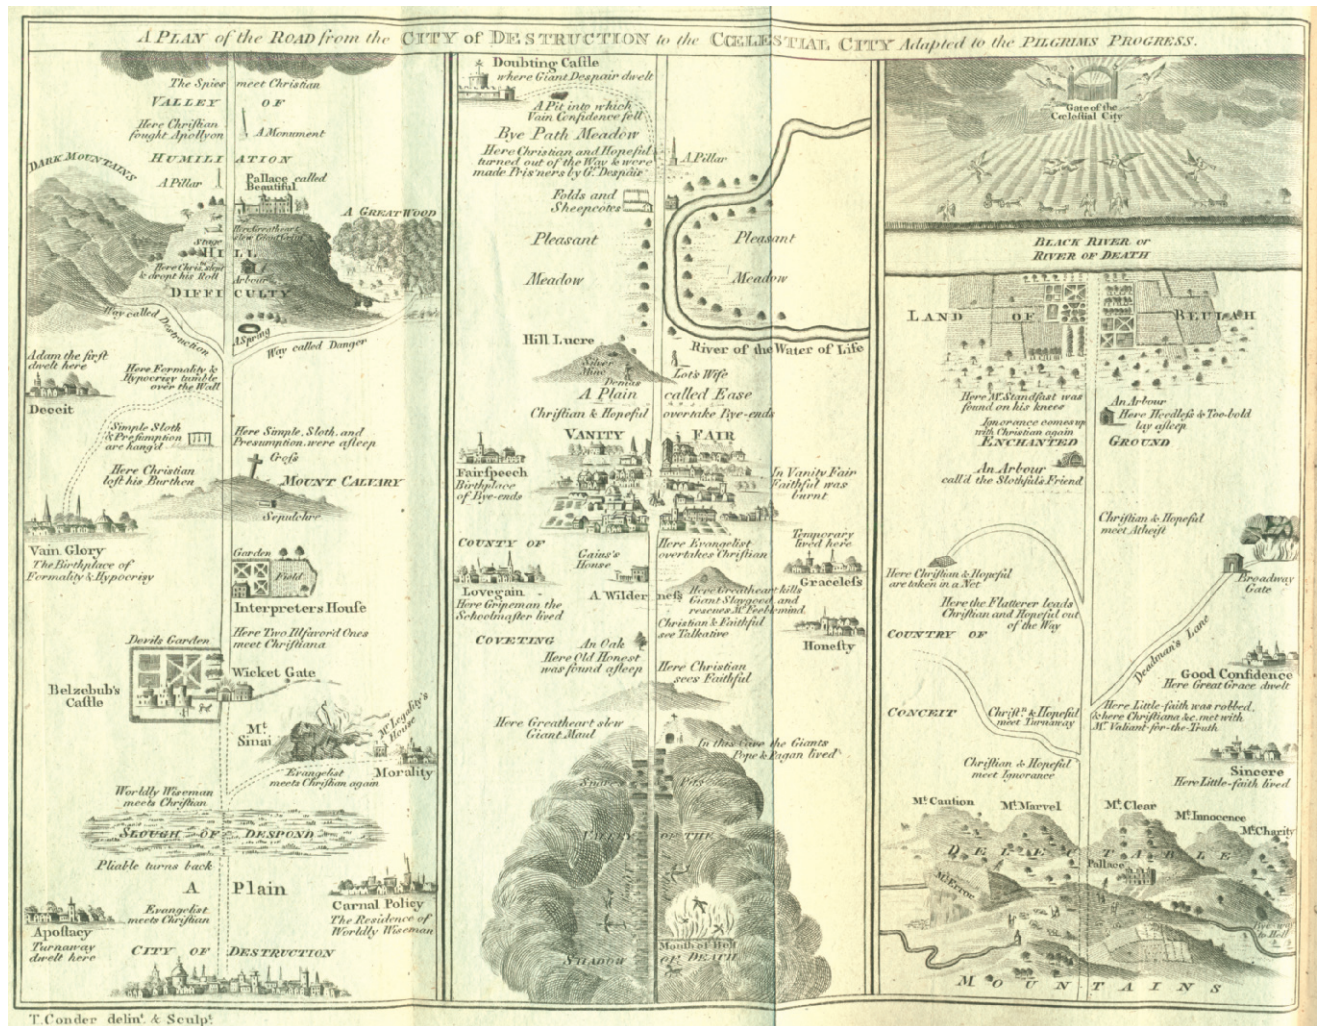 A PLAN of the ROAD from the CITY of DESTRUCTION to the CŒLESTIAL CITY Adapted to the PILGRIMS PROGRESS.
The Spies meet Chriſtian
VALLEY OF
Here Chriſtian
fought Apollyon
A Monument
HUMILIATION
DARK MOUNTAINS
A Pillar
Pallace called
Beautiful
A GREAT WOOD
Stage
Here Greatheart
HILL
Here Chriſn. slept
& dropt his Roll
Arbour
DIFFICULTY
Way called Destruction
A Spring
Way called Danger
Adam the first
dwelt here
Deceit
Here Formality &
Hypocriſy tumble
over the Wall
Simple Sloth
& Preſumption
are hang'd
Here Simple, Sloth, and
Preſumption, were aſleep
Croſs
Here Chriſtian
loſt his Burthen
MOUNT CALVARY
Sepulchre
Vain Glory
The Birthplace of
Formality & Hypocriſy
Garden
Field
Interpreters Houſe
Here Two Illfavor'd Ones
meet Chriſtiana
Devils Garden
Wicket Gate
Belzebub's
Caſtle
Mt.
Sinai
Mr. Legality's
Houſe
Evangeliſt
meets Chriſtian again
Morality
Worldly Wiseman
meets Chriſtian
SLOUGH OF DESPOND
Pliable turns back
A Plain
Carnal Policy
The Reſidence of
Worldly Wiseman
Evangeliſt
meets Chriſtian
Apoſtacy
Turnaway
dwelt here
CITY OF DESTRUCTION
Doubting Caſtle
where Giant Deſpair dwelt
A Pit into which
Vain Confidence fell
Bye Path Meadow
Here Chriſtian and Hopeful
turned out of the Way & were
made Pris'ners by Gt. Deſpair
A Pillar
Folds and
Sheepcotes
Pleasant
Meadow
Pleasant
Meadow
River of the Water of Life
Hill Lucre
Silver
Mine
Demas
Lot's Wife
A Plain called Ease
Chriſtian & Hopeful overtake Bye-ends
VANITY FAIR
Fairſpeech
Birthplace
of Bye-ends
In Vanity Fair
Faithful was
burnt
COUNTY OF
Gaius's
Houſe
Here Evangeliſt
overtakes Chriſtian
Temporary
lived here
Graceleſs
Lovegain
Here Gripeman the
Schoolmaſter lived
A Wilderneſs
Here Greatheart kills
Giant Slaygood, and
reſcues Mr. Feeblemind
Chriſtian & Faithful
see Talkative
Honeſty
COVETING
An Oak
Here Old Honest
was found aſleep
Here Chriſtian
sees Faithful
Here Greatheart slew
Giant Maul
In this Cave the Giants
Pope & Pagan lived
Snares
Pits
VALLEY OF THE
Mouth of Hell
SHADOW OF DEATH
Gate of the
Cœleſtial City
BLACK RIVER or
RIVER OF DEATH
LAND OF BEULAH
Here Mr. Standfaſt was
found on his knees
An Arbour
Here Heedleſs & Too-bold
lay aſleep
Ignorance comes up
with Chriſtian again
ENCHANTED GROUND
An Arbour
call'd the Slothful's Friend
Chriſtian & Hopeful
meet Atheiſt
Here Chriſtian & Hopeful
are taken in a Net
Broadway
Gate
Here the Flatterer leads
Chriſtian and Hopeful out
of the Way
COUNTRY OF
Deadman's Lane
Good Confidence
Here Great Grace dwelt
CONCEIT
Chriſtn. & Hopeful
meet Turnaway
Here Little-faith was robbed,
& here Chriſtiana &c. met with
Mr. Valiant-for-the-Truth
Chriſtian & Hopeful
meet Ignorance
Sincere
Here Little-faith lived
Mt. Caution
Mt. Marvel
Mt. Clear
Mt. Innocence
Mt. Charity
DELECTABLE
Pallace
Mt. Error
Bye way
to Hell
MOUNTAINS
T. Conder delint. & Sculpt.